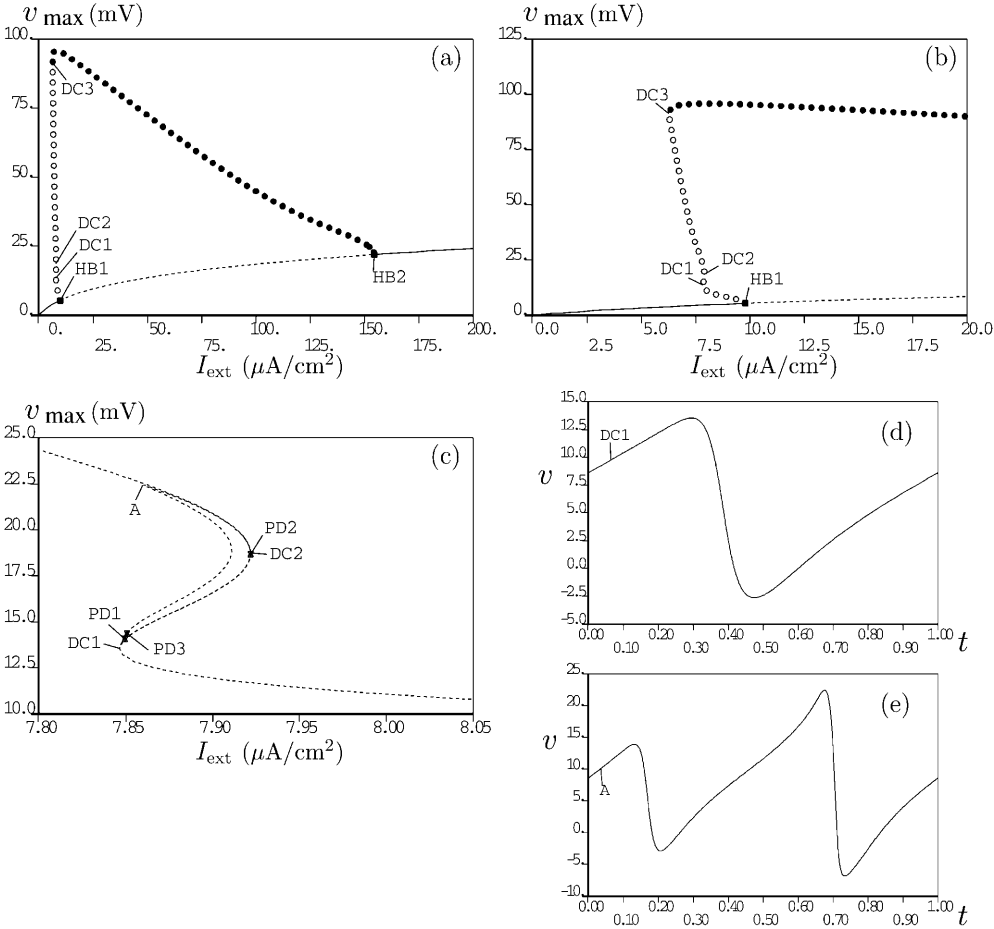 v max (mV)
(a)
100.
75.
50.
25.
0.
DC3
DC2
DC1
HB1
HB2
0. 50. 100. 150. 200.
25. 75. 125. 175.
I ext (μA/cm²)
v max (mV)
(b)
125.
100.
75.
50.
25.
0.
DC3
DC1
DC2
HB1
0.0 5.0 10.0 15.0 20.0
2.5 7.5 12.5 17.5
I ext (μA/cm²)
v max (mV)
(c)
25.0
22.5
20.0
17.5
15.0
12.5
10.0
A
PD2
DC2
PD1
DC1
PD3
7.80 7.85 7.90 7.95 8.00 8.05
I ext (μA/cm²)
(d)
v
15.0
12.5
10.0
7.5
5.0
2.5
0.0
-2.5
-5.0
DC1
0.00 0.20 0.40 0.60 0.80 1.00
0.10 0.30 0.50 0.70 0.90
t
(e)
v
25
20
15
10
5.
0.
-5.
-10.
A
0.00 0.20 0.40 0.60 0.80 1.00
0.10 0.30 0.50 0.70 0.90
t